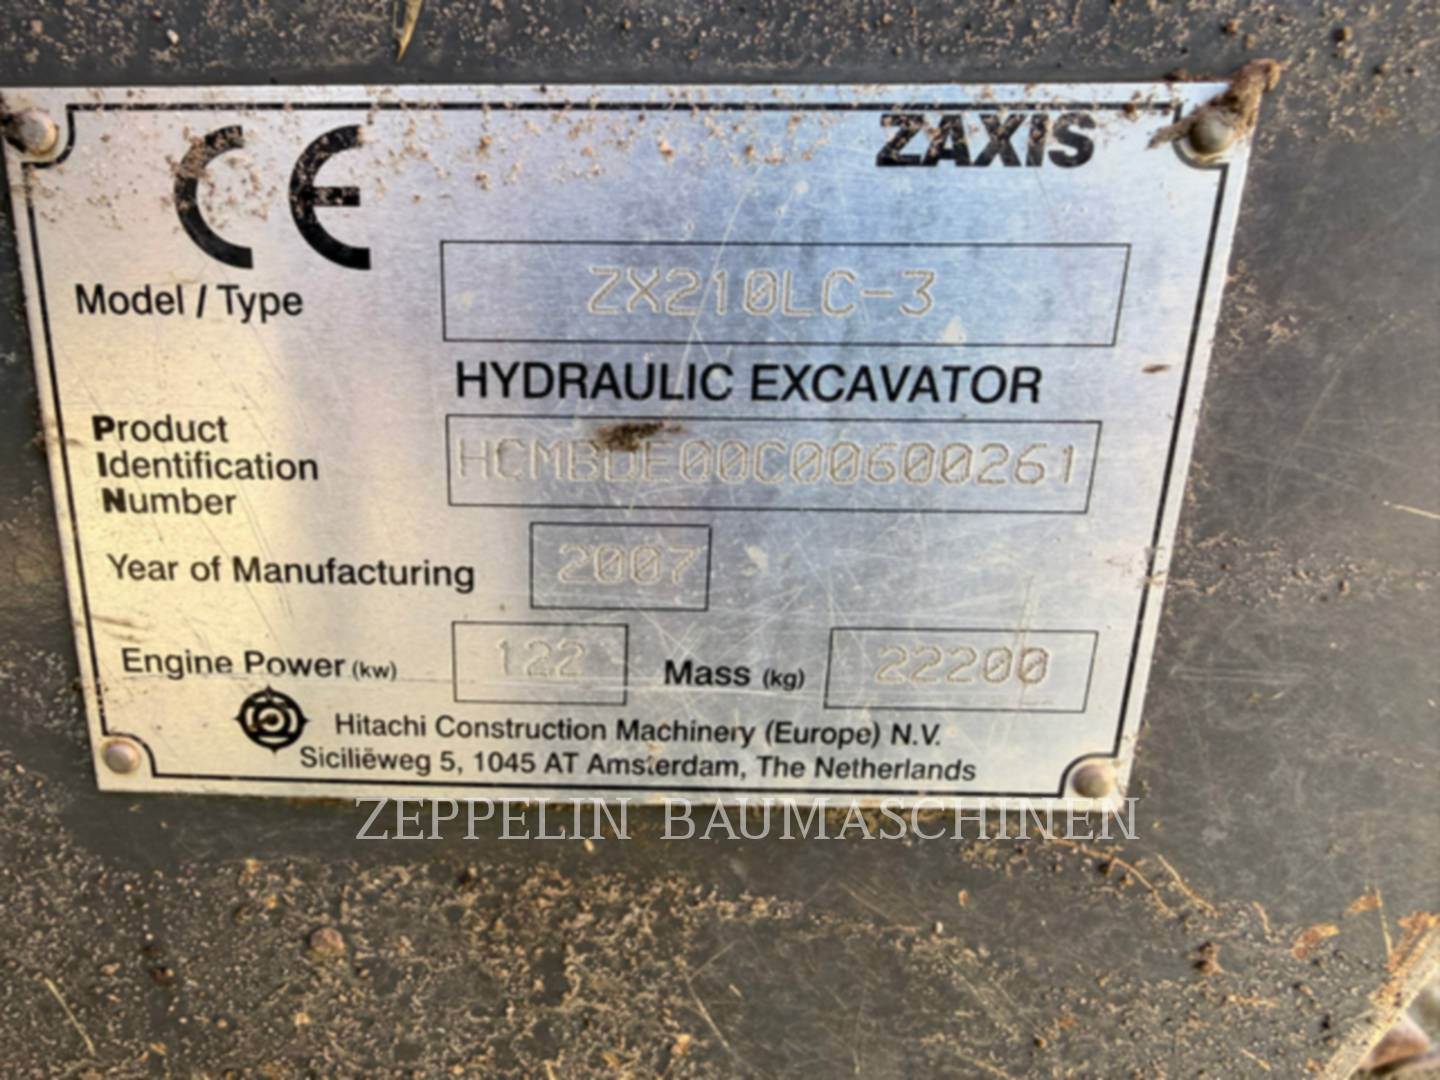 CE
ZAXIS
Model / Type ZX210LC-3
HYDRAULIC EXCAVATOR
Product
Identification HCMBDE00C00600261
Number
Year of Manufacturing 2007
Engine Power (kw) 122 Mass (kg) 22200
Hitachi Construction Machinery (Europe) N.V.
Siciliëweg 5, 1045 AT Amsterdam, The Netherlands
ZEPPELIN BAUMASCHINEN